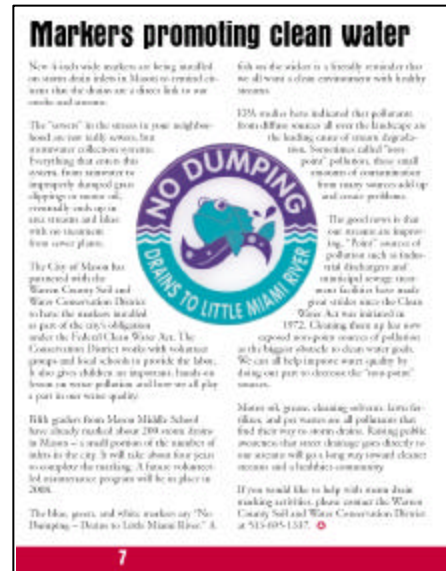 Markers promoting clean water
New 4-inch wide markers are being installed
on storm drain inlets in Mason to remind cit-
izens that the drains are a direct link to our
creeks and streams.
The "sewers" in the streets in your neighbor-
hood are not really sewers, but
stormwater collection systems.
Everything that enters this
system, from rainwater to
improperly dumped grass
clippings or motor oil,
eventually ends up in
area streams and lakes
with no treatment
from sewer plants.
The City of Mason has
partnered with the
Warren County Soil and
Water Conservation District
to have the markers installed
as part of the city's obligation
under the Federal Clean Water Act. The
Conservation District works with volunteer
groups and local schools to provide the labor.
It also gives children an important, hands-on
lesson on water pollution and how we all play
a part in our water quality.
Fifth graders from Mason Middle School
have already marked about 200 storm drains
in Mason – a small portion of the number of
inlets in the city. It will take about four years
to complete the marking. A future volunteer-
led maintenance program will be in place in
2008.
The blue, green, and white markers say "No
Dumping – Drains to Little Miami River." A
NO DUMPING
DRAINS TO LITTLE MIAMI RIVER
fish on the sticker is a friendly reminder that
we all want a clean environment with healthy
streams.
EPA studies have indicated that pollutants
from diffuse sources all over the landscape are
the leading cause of stream degrada-
tion. Sometimes called "non-
point" pollution, these small
amounts of contamination
from many sources add up
and create problems.
The good news is that
our streams are improv-
ing. "Point" sources of
pollution such as indus-
trial discharges and
municipal sewage treat-
ment facilities have made
great strides since the Clean
Water Act was initiated in
1972. Cleaning them up has now
exposed non-point sources of pollution
as the biggest obstacle to clean water goals.
We can all help improve water quality by
doing our part to decrease the "non-point"
sources.
Motor oil, grease, cleaning solvents, lawn fer-
tilizer, and pet wastes are all pollutants that
find their way to storm drains. Raising public
awareness that street drainage goes directly to
our streams will go a long way toward cleaner
streams and a healthier community.
If you would like to help with storm drain
marking activities, please contact the Warren
County Soil and Water Conservation District
at 513-695-1337.
7